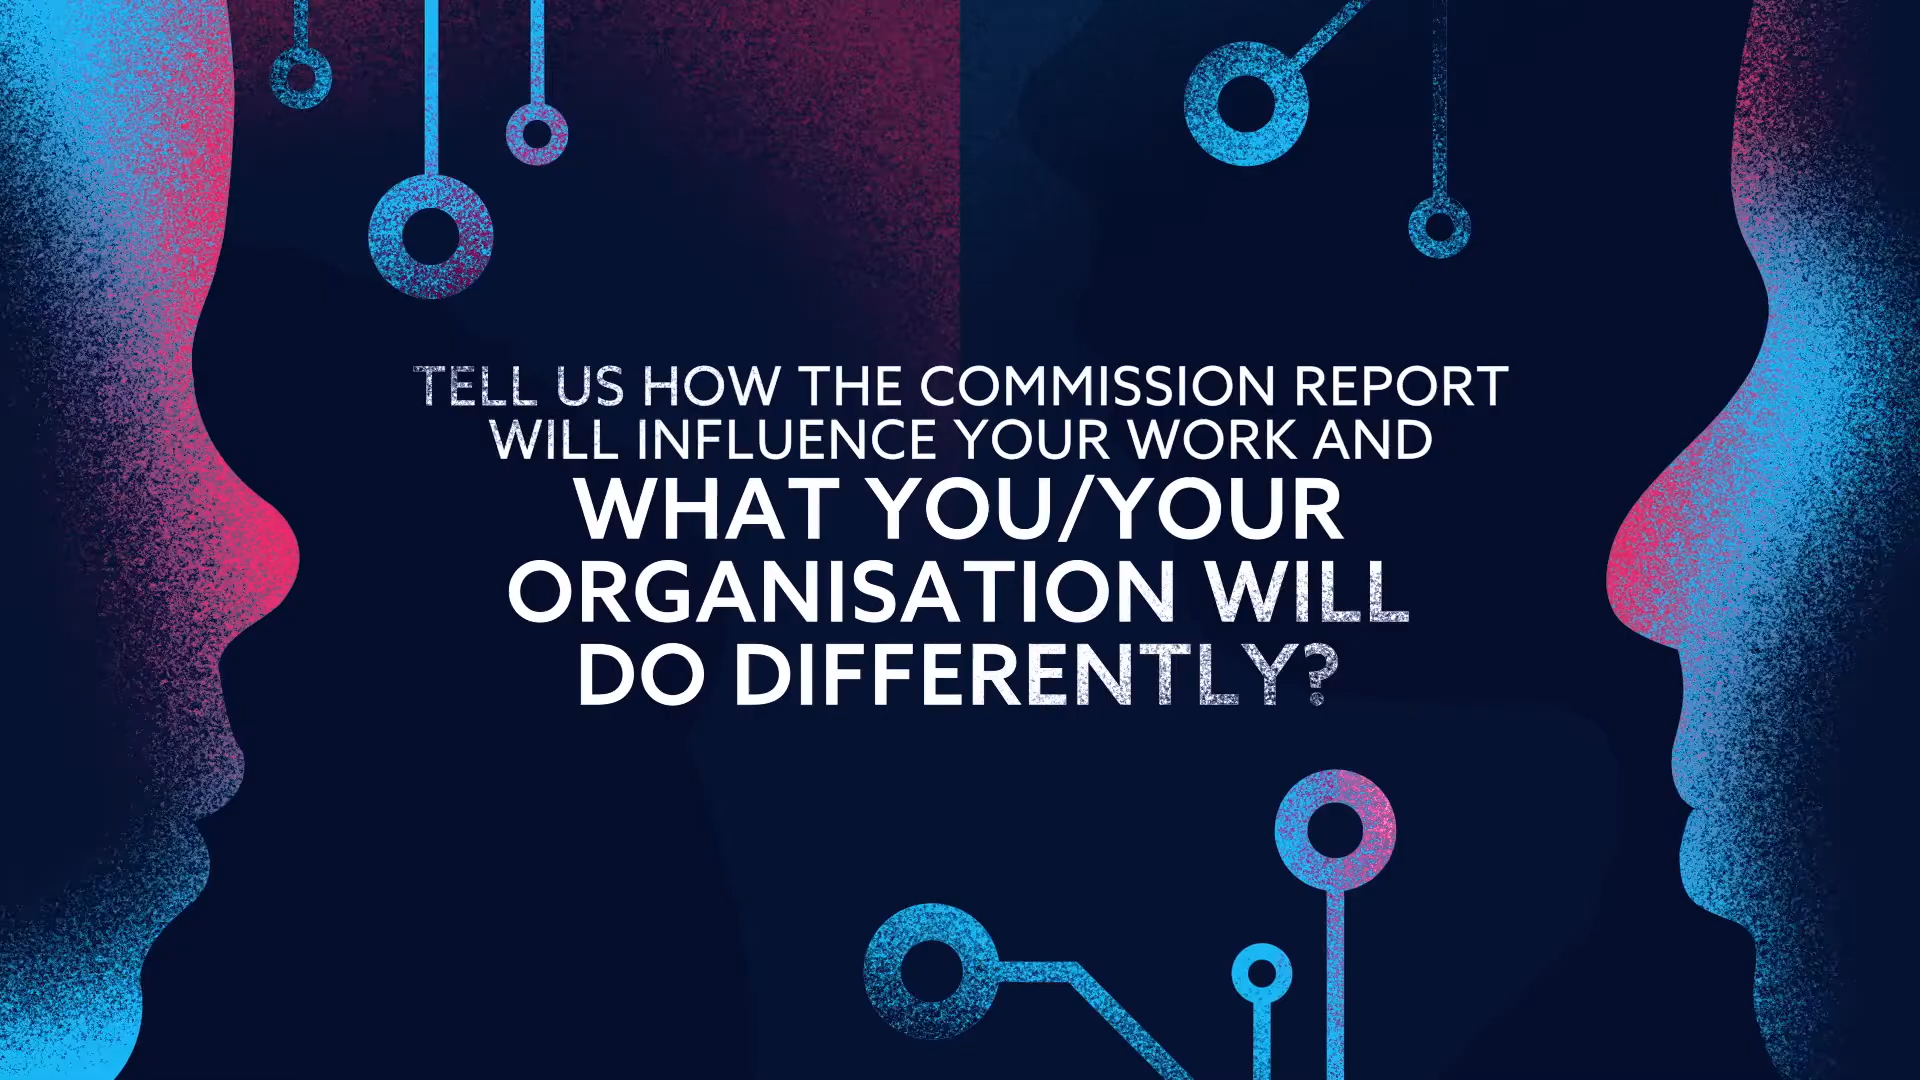 TELL US HOW THE COMMISSION REPORT
WILL INFLUENCE YOUR WORK AND
WHAT YOU/YOUR
ORGANISATION WILL
DO DIFFERENTLY?